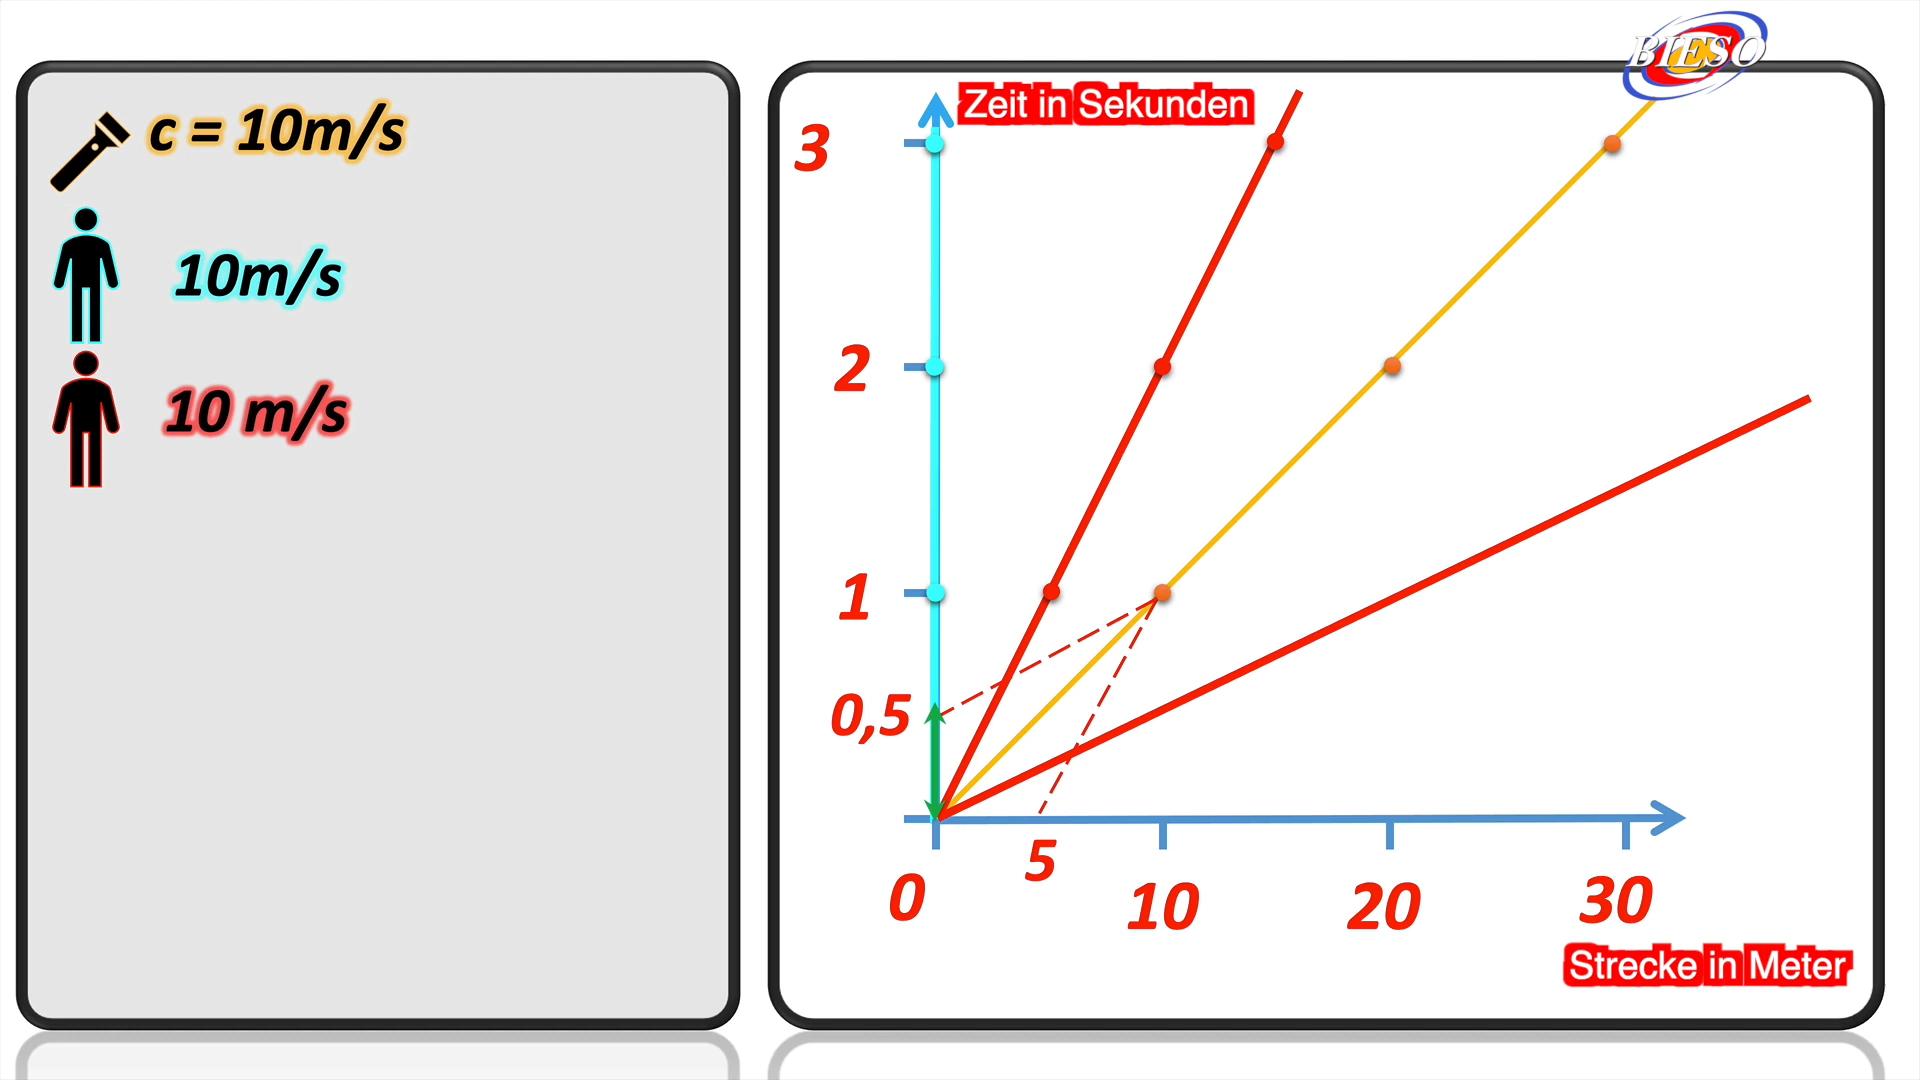 c = 10m/s
10m/s
10 m/s
BIESO
Zeit in Sekunden
3
2
1
0,5
0
5
10
20
30
Strecke in Meter